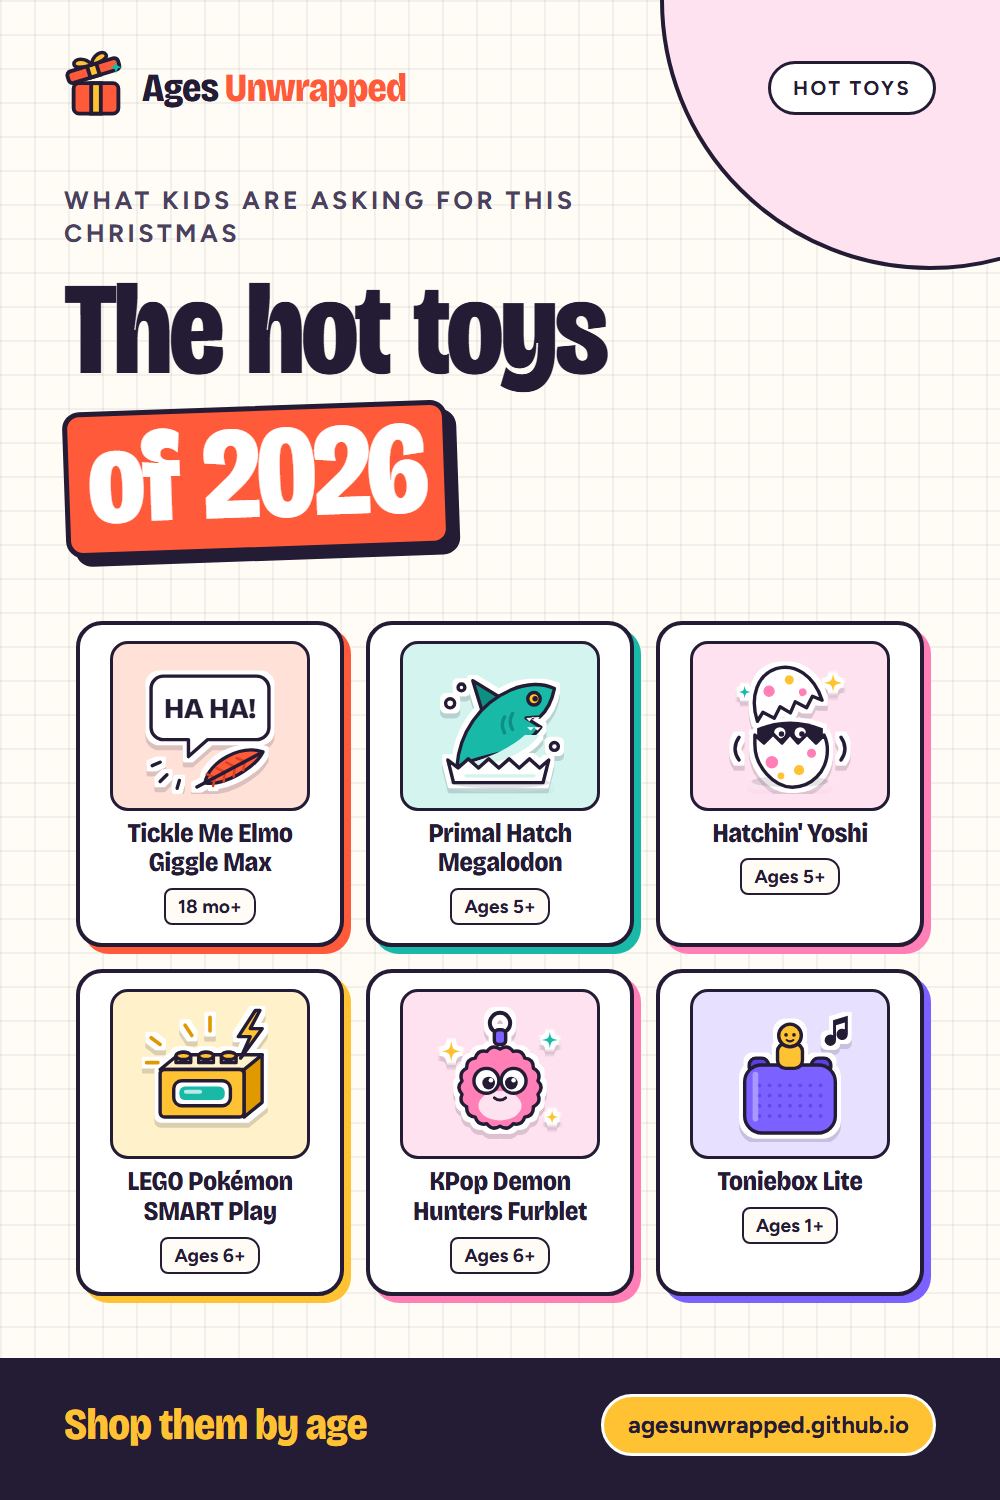 Ages Unwrapped
HOT TOYS
WHAT KIDS ARE ASKING FOR THIS
CHRISTMAS
The hot toys
of 2026
HA HA!
Tickle Me Elmo
Giggle Max
18 mo+
Primal Hatch
Megalodon
Ages 5+
Hatchin' Yoshi
Ages 5+
LEGO Pokémon
SMART Play
Ages 6+
KPop Demon
Hunters Furblet
Ages 6+
Toniebox Lite
Ages 1+
Shop them by age
agesunwrapped.github.io